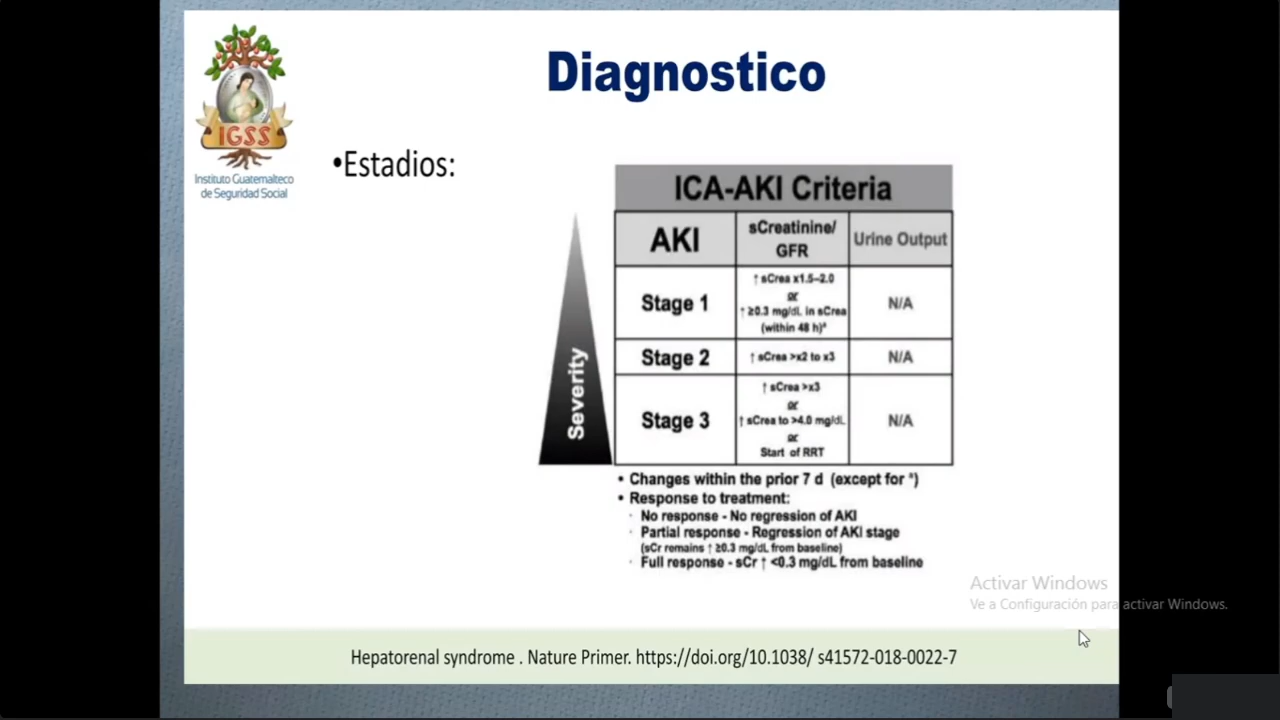 Diagnostico
IGSS
Instituto Guatemalteco
de Seguridad Social
•Estadios:
ICA-AKI Criteria
AKI
sCreatinine/
GFR
Urine Output
Stage 1
↑ sCrea x1.5–2.0
or
↑ ≥0.3 mg/dL in sCrea
(within 48 h)*
N/A
Stage 2
↑ sCrea >x2 to x3
N/A
Stage 3
↑ sCrea >x3
or
↑ sCrea to >4.0 mg/dL
or
Start of RRT
N/A
Severity
• Changes within the prior 7 d (except for *)
• Response to treatment:
· No response - No regression of AKI
· Partial response - Regression of AKI stage
(sCr remains ↑ ≥0.3 mg/dL from baseline)
· Full response - sCr ↑ <0.3 mg/dL from baseline
Activar Windows
Ve a Configuración para activar Windows.
Hepatorenal syndrome . Nature Primer. https://doi.org/10.1038/ s41572-018-0022-7